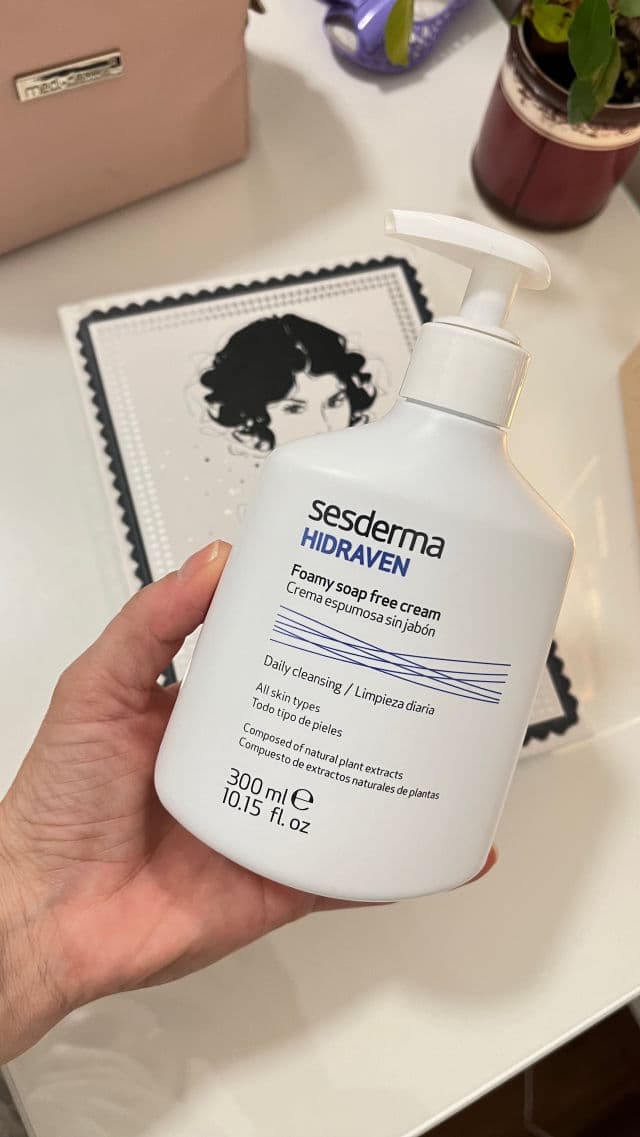 sesderma
HIDRAVEN
Foamy soap free cream
Crema espumosa sin jabón
Daily cleansing / Limpieza diaria
All skin types
Todo tipo de pieles
Composed of natural plant extracts
Compuesto de extractos naturales de plantas
300 ml ℮
10.15 fl. oz